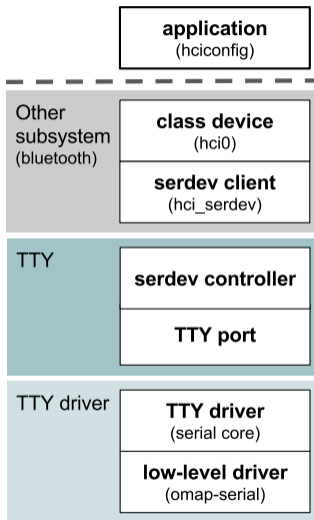 application
(hciconfig)
Other
subsystem
(bluetooth)
class device
(hci0)
serdev client
(hci_serdev)
TTY
serdev controller
TTY port
TTY driver
TTY driver
(serial core)
low-level driver
(omap-serial)